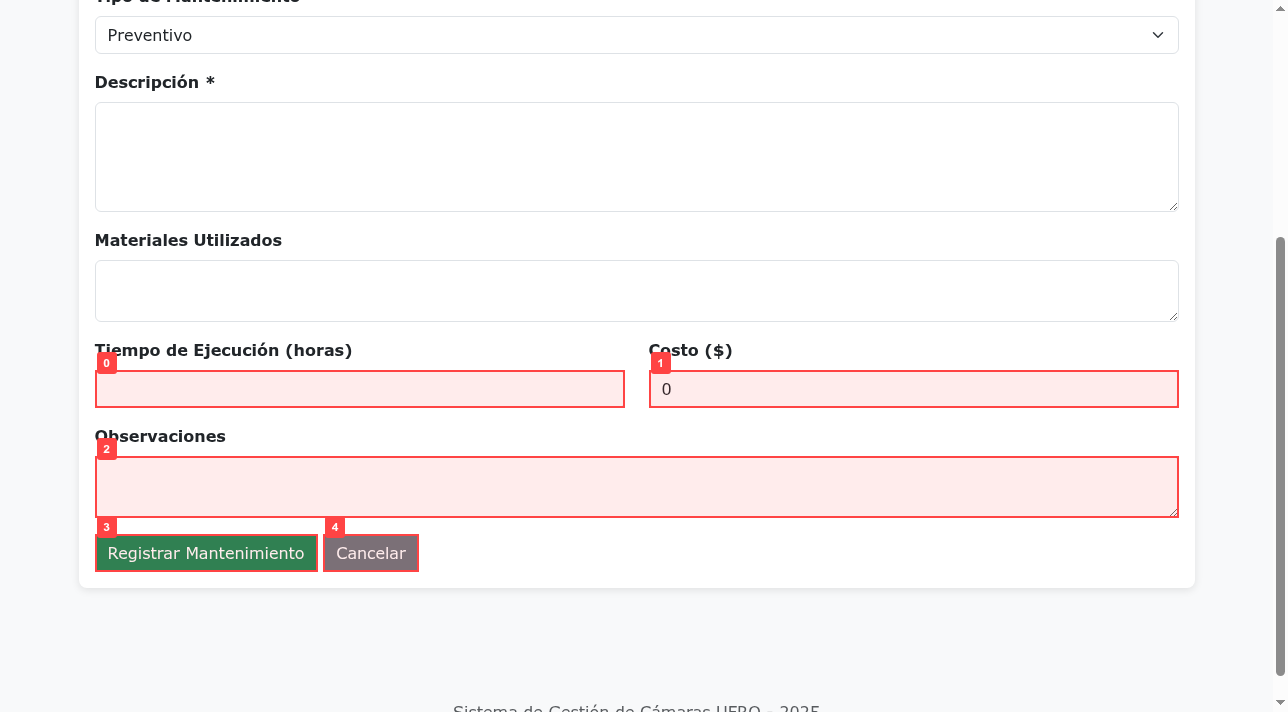 Tipo de Mantenimiento
Preventivo
Descripción *
Materiales Utilizados
Tiempo de Ejecución (horas)
Costo ($)
0
1
0
Observaciones
2
3
4
Registrar Mantenimiento
Cancelar
Sistema de Gestión de Cámaras UFRO - 2025